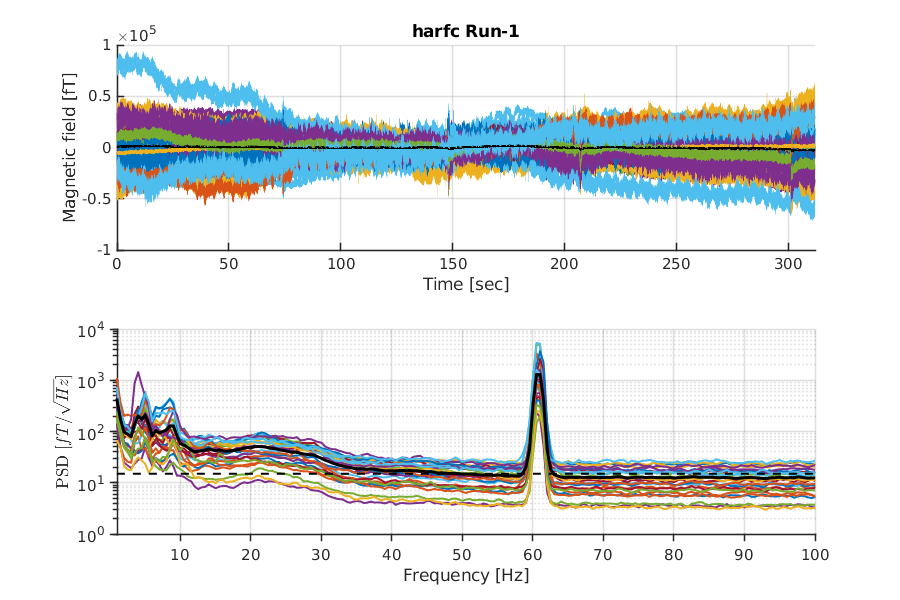 harfc Run-1
×10^5
1
0.5
0
-0.5
-1
Magnetic field [fT]
0 50 100 150 200 250 300
Time [sec]
10^4
10^3
10^2
10^1
10^0
PSD [fT/√Hz]
10 20 30 40 50 60 70 80 90 100
Frequency [Hz]